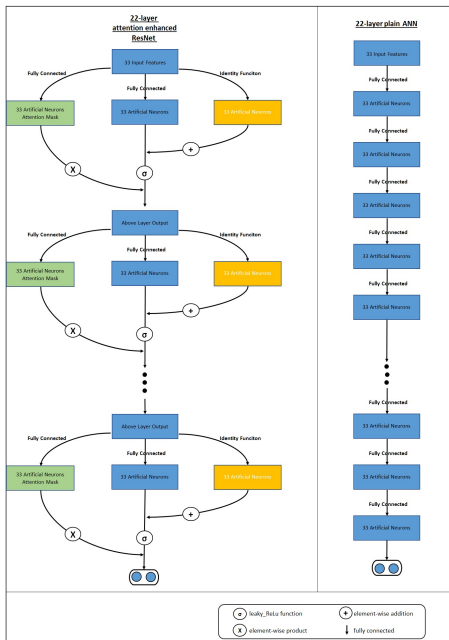 22-layer
attention enhanced
ResNet
33 Input Features
Fully Connected
Fully Connected
Identity Funciton
33 Artificial Neurons
Attention Mask
33 Artificial Neurons
33 Artificial Neurons
+
X
σ
Above Layer Output
Fully Connected
Fully Connected
Identity Funciton
33 Artificial Neurons
Attention Mask
33 Artificial Neurons
33 Artificial Neurons
+
X
σ
Above Layer Output
Fully Connected
Fully Connected
Identity Funciton
33 Artificial Neurons
Attention Mask
33 Artificial Neurons
33 Artificial Neurons
+
X
σ
22-layer plain ANN
33 Input Features
Fully Connected
33 Artificial Neurons
Fully Connected
33 Artificial Neurons
Fully Connected
33 Artificial Neurons
Fully Connected
33 Artificial Neurons
Fully Connected
33 Artificial Neurons
Fully Connected
33 Artificial Neurons
Fully Connected
33 Artificial Neurons
Fully Connected
33 Artificial Neurons
σ leaky_ReLu function
+ element-wise addition
X element-wise product
fully connected